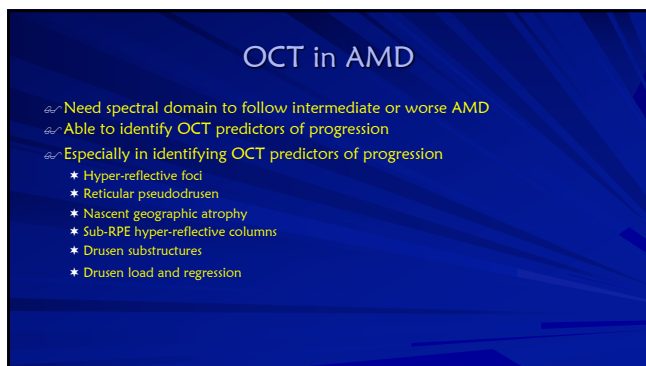 OCT in AMD
Need spectral domain to follow intermediate or worse AMD
Able to identify OCT predictors of progression
Especially in identifying OCT predictors of progression
Hyper-reflective foci
Reticular pseudodrusen
Nascent geographic atrophy
Sub-RPE hyper-reflective columns
Drusen substructures
Drusen load and regression